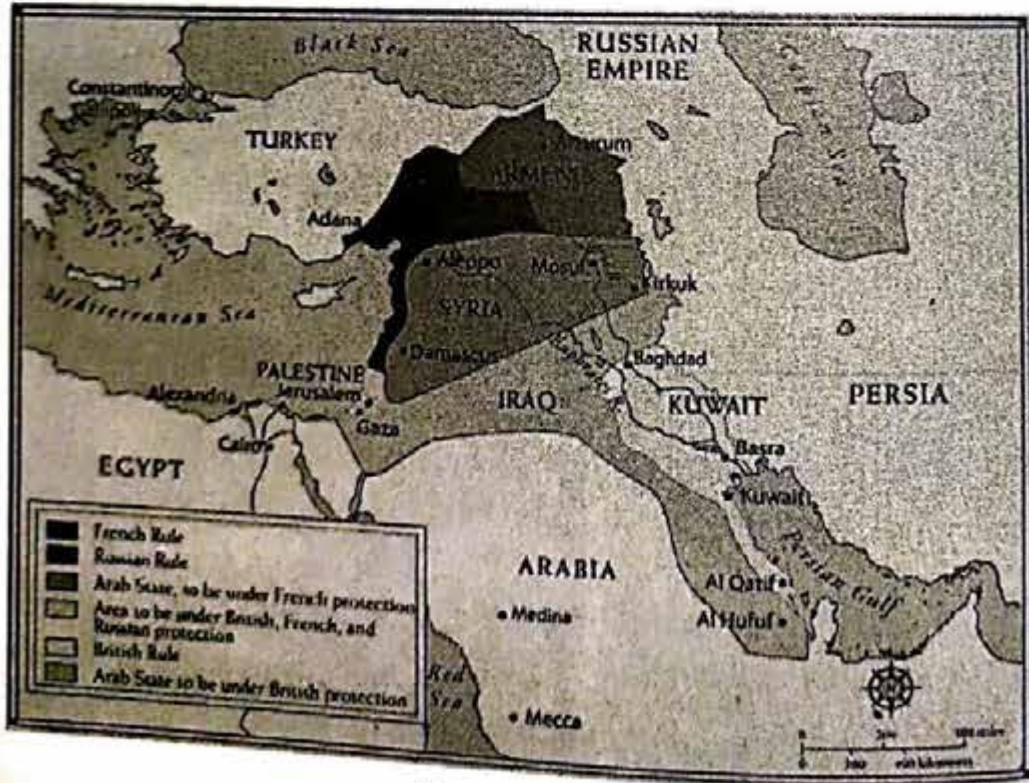 Black Sea
RUSSIAN
EMPIRE
Caspian Sea
TURKEY
ARMENI
Adana
Aleppo
Mosul
Kirkuk
SYRIA
Mediterranean Sea
Damascus
Baghdad
PALESTINE
Jerusalem
Alexandria
IRAQ
KUWAIT
PERSIA
Gaza
Cairo
Basra
EGYPT
Kuwait
French Rule
Russian Rule
Arab State, to be under French protection
Area to be under British, French, and
Russian protection
British Rule
Arab State to be under British protection
ARABIA
Persian Gulf
Al Qatif
Medina
Al Hufuf
Red
Sea
Mecca